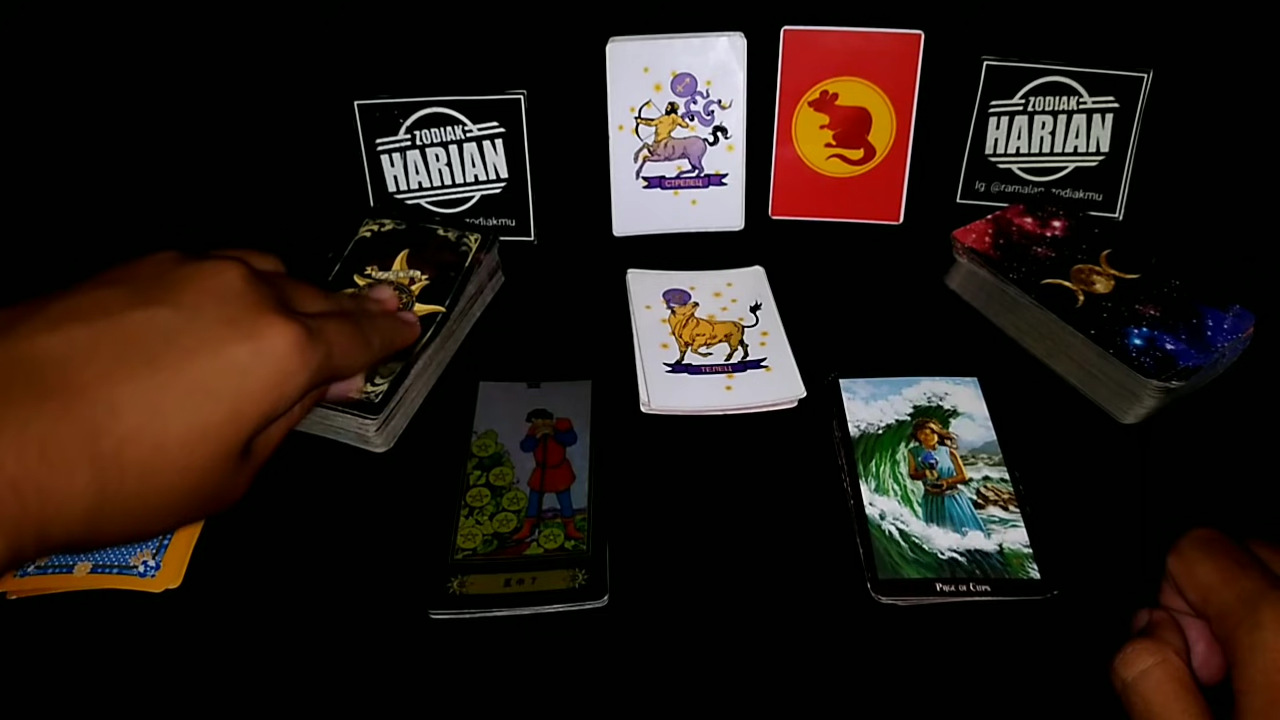 ZODIAK
HARIAN
zodiakmu
СТРЕЛЕЦ
ZODIAK
HARIAN
Ig @ramalan_zodiakmu
ТЕЛЕЦ
PAGE OF CUPS